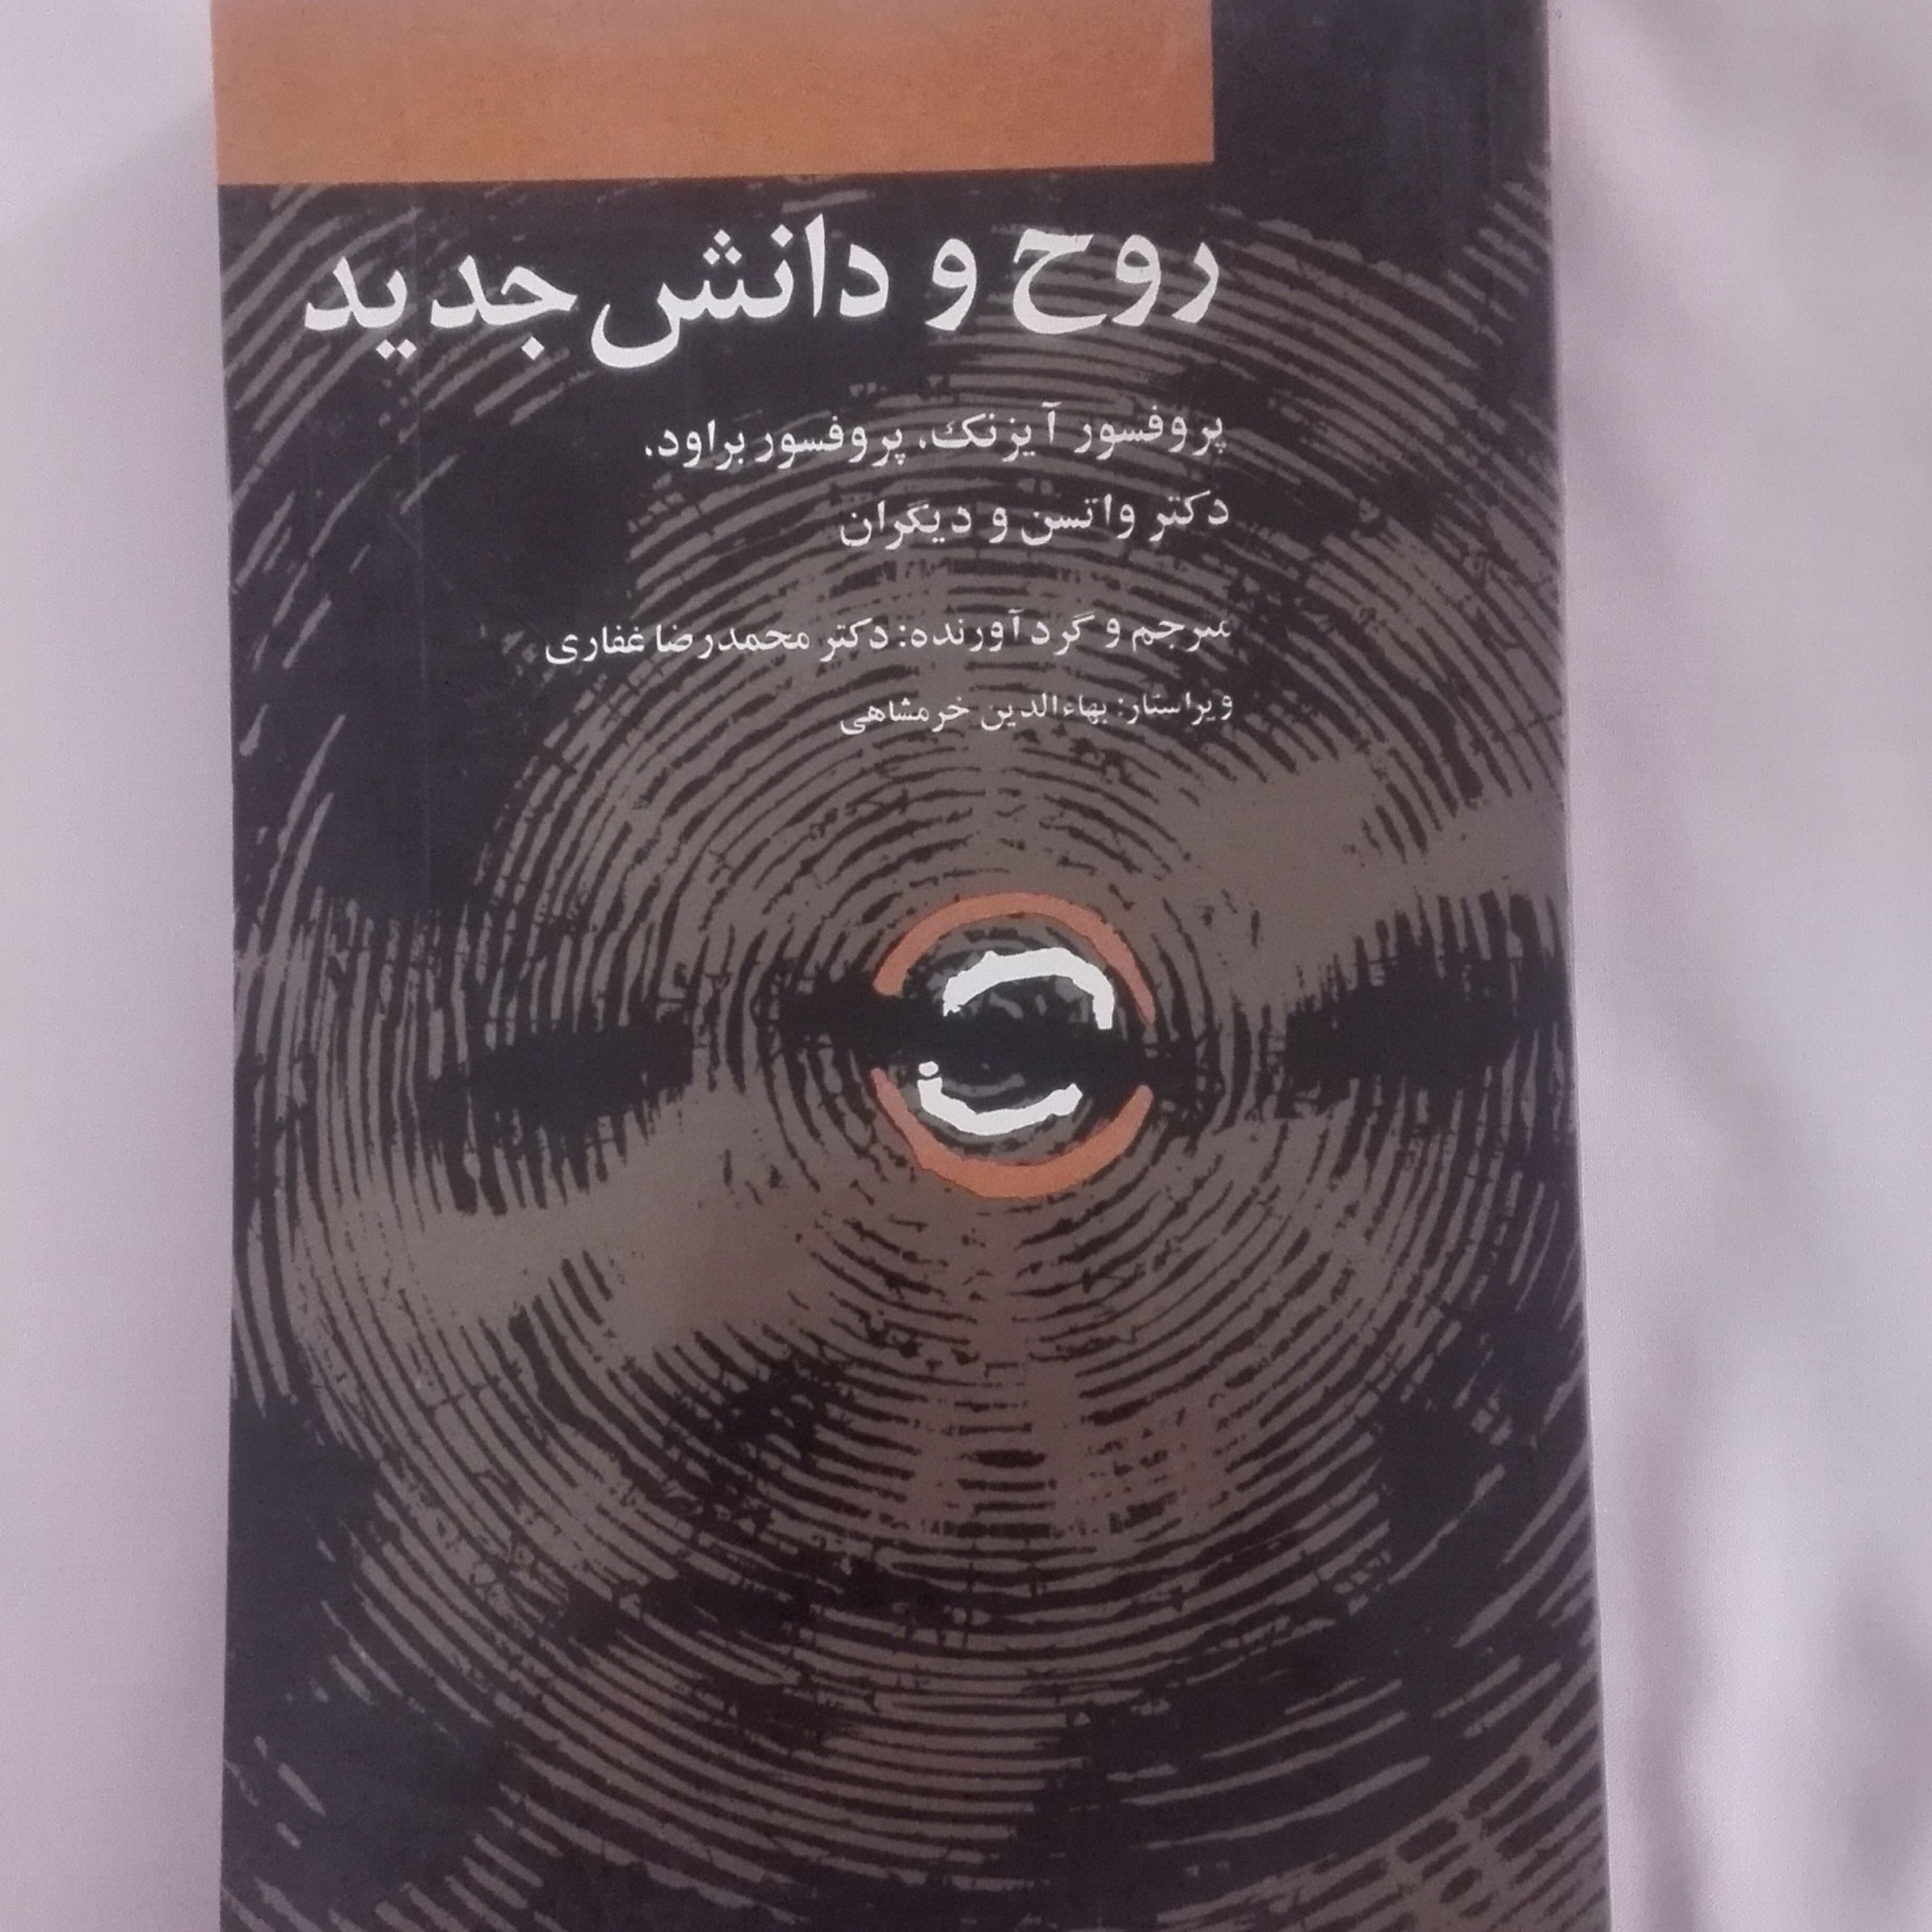 روح و دانش جدید
پروفسور آیزنک، پروفسور براود،
دکتر واتسن و دیگران
مترجم و گردآورنده: دکتر محمدرضا غفاری
ویراستار: بهاءالدین خرمشاهی